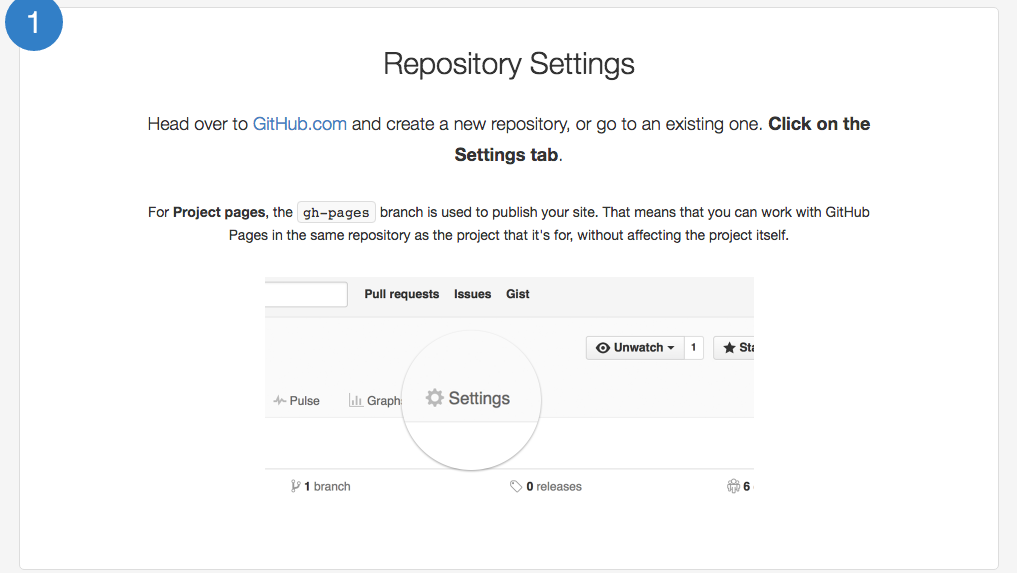 1
Repository Settings
Head over to GitHub.com and create a new repository, or go to an existing one. Click on the
Settings tab.
For Project pages, the gh-pages branch is used to publish your site. That means that you can work with GitHub
Pages in the same repository as the project that it's for, without affecting the project itself.
Pull requests Issues Gist
Unwatch 1
Pulse Settings
1 branch 0 releases 6